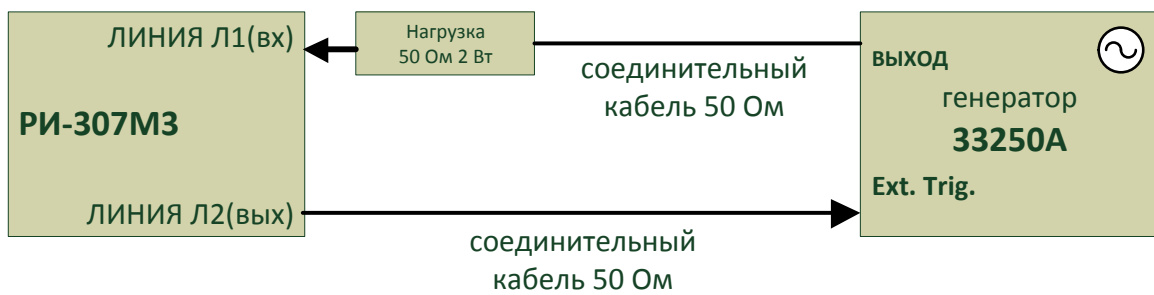 ЛИНИЯ Л1(вх)
Нагрузка
50 Ом 2 Вт
соединительный
кабель 50 Ом
выход
генератор
33250А
Ext. Trig.
РИ-307М3
ЛИНИЯ Л2(вых)
соединительный
кабель 50 Ом